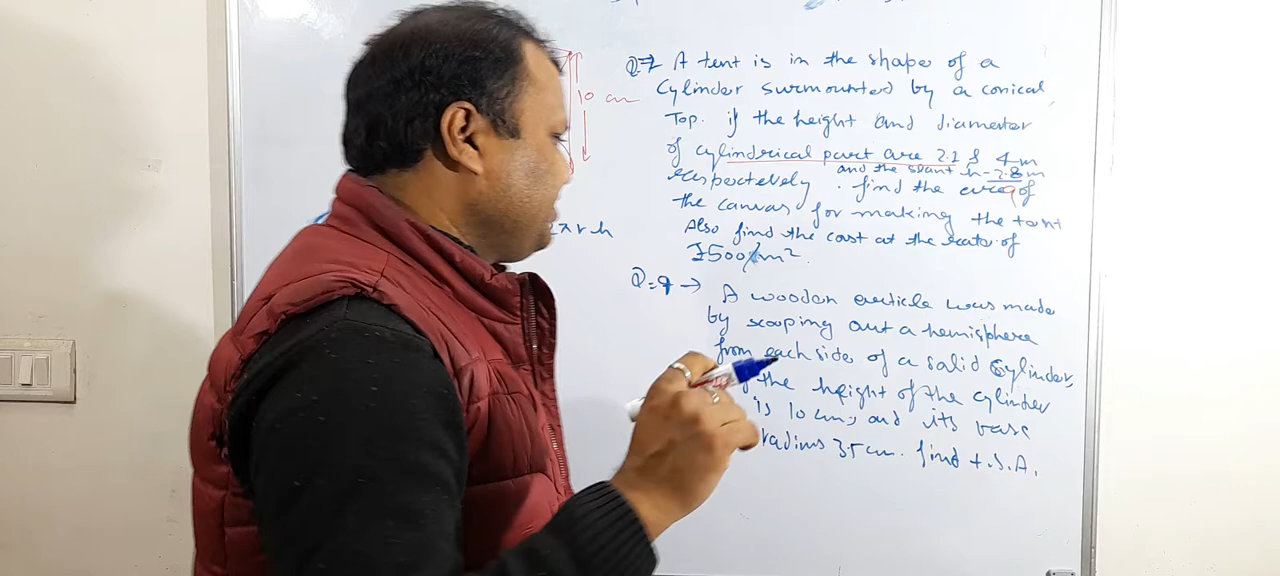 10 cm
2πrh
Q=7 A tent is in the shape of a
Cylinder surmounted by a conical
Top. if the height and diameter
of cylindrical part are 2.1 & 4m
and the slant h-2.8m
respectively. find the area of
the canvas for making the tent
Also find the cost at the rate of
₹500/m².
Q=9 → A wooden article was made
by scooping out a hemisphere
from each side of a solid Cylinder,
the height of the cylinder
is 10 cm, and its base
radius 3.5 cm. find t.S.A.